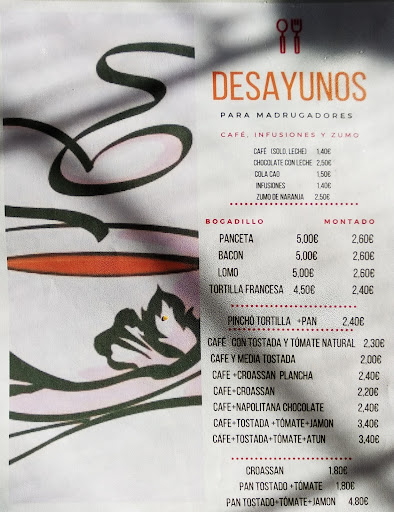 DESAYUNOS
PARA MADRUGADORES
CAFÉ, INFUSIONES Y ZUMO
CAFÉ (SOLO, LECHE) 1,40€
CHOCOLATE CON LECHE 2,50€
COLA CAO 1,50€
INFUSIONES 1,40€
ZUMO DE NARANJA 2,50€
BOCADILLO MONTADO
PANCETA 5,00€ 2,60€
BACON 5,00€ 2,60€
LOMO 5,00€ 2,60€
TORTILLA FRANCESA 4,50€ 2,40€
PINCHO TORTILLA +PAN 2,40€
CAFE CON TOSTADA Y TÓMATE NATURAL 2,30€
CAFE Y MEDIA TOSTADA 2,00€
CAFE +CROASSAN PLANCHA 2,40€
CAFE+CROASSAN 2,20€
CAFE+NAPOLITANA CHOCOLATE 2,40€
CAFE+TOSTADA +TÓMATE+JAMON 3,40€
CAFE+TOSTADA+TÓMATE+ATUN 3,40€
CROASSAN 1,80€
PAN TOSTADO +TÓMATE 1,80€
PAN TOSTADO+TÓMATE+JAMON 4,80€